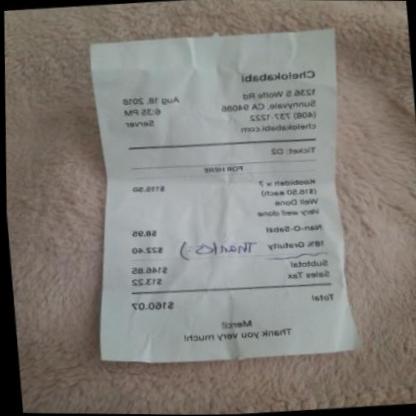 Chelokababi
1236 S Wolfe Rd
Sunnyvale, CA, 94086
(408) 737-1222
chelokababi.com
Aug 18, 2018
6:35 PM
Server
Ticket: D2
FOR HERE
Koobideh x 7 $115.50
($16.50 each)
Well Done
Very well done
Nan-O-Sabzi $8.95
18% Gratuity Thanks :) $22.40
Subtotal $146.85
Sales Tax $13.22
Total $160.07
Merci!
Thank you very much!